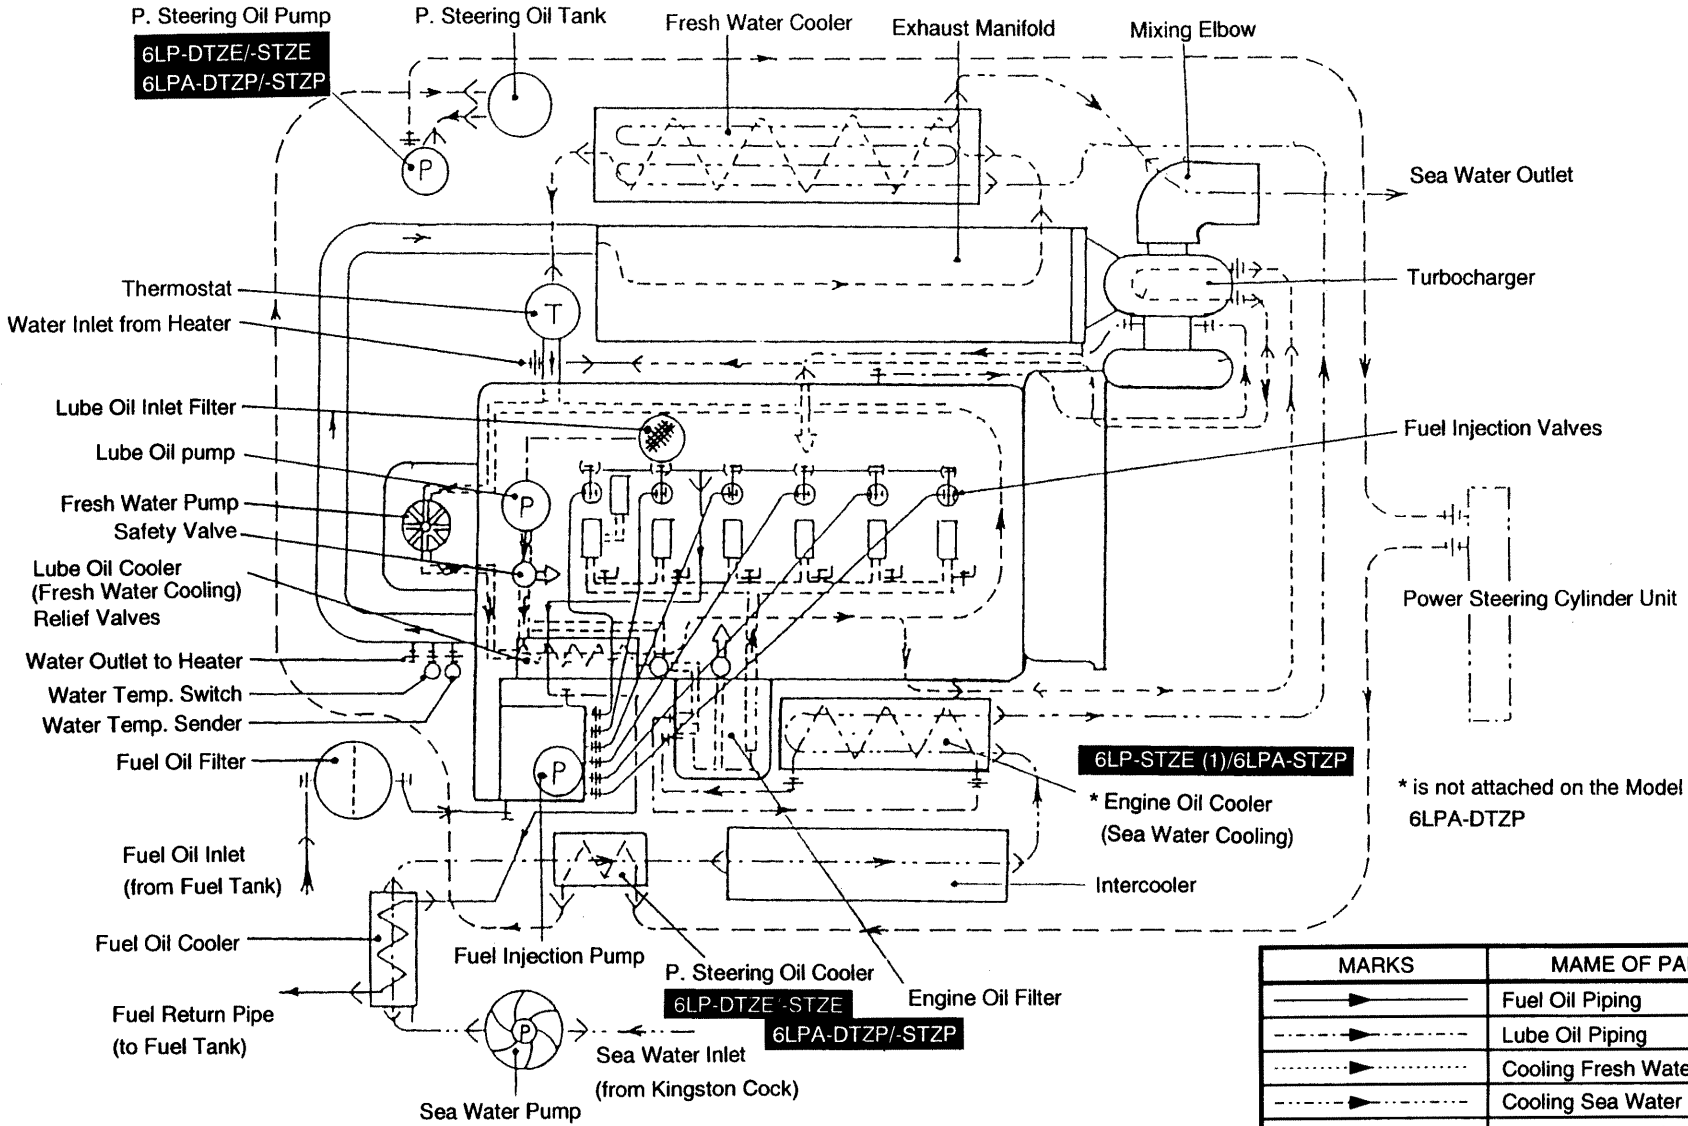 P. Steering Oil Pump
6LP-DTZE/-STZE
6LPA-DTZP/-STZP
P. Steering Oil Tank
Fresh Water Cooler
Exhaust Manifold
Mixing Elbow
P
Sea Water Outlet
Thermostat
T
Turbocharger
Water Inlet from Heater
Lube Oil Inlet Filter
Lube Oil pump
P
Fuel Injection Valves
Fresh Water Pump
Safety Valve
Lube Oil Cooler
(Fresh Water Cooling)
Relief Valves
Power Steering Cylinder Unit
Water Outlet to Heater
Water Temp. Switch
Water Temp. Sender
Fuel Oil Filter
P
6LP-STZE (1)/6LPA-STZP
* Engine Oil Cooler
(Sea Water Cooling)
* is not attached on the Model
6LPA-DTZP
Fuel Oil Inlet
(from Fuel Tank)
Intercooler
Fuel Oil Cooler
Fuel Injection Pump
P. Steering Oil Cooler
6LP-DTZE/-STZE
6LPA-DTZP/-STZP
Engine Oil Filter
Fuel Return Pipe
(to Fuel Tank)
P
Sea Water Inlet
(from Kingston Cock)
Sea Water Pump
MARKS MAME OF PA
Fuel Oil Piping
Lube Oil Piping
Cooling Fresh Wate
Cooling Sea Water